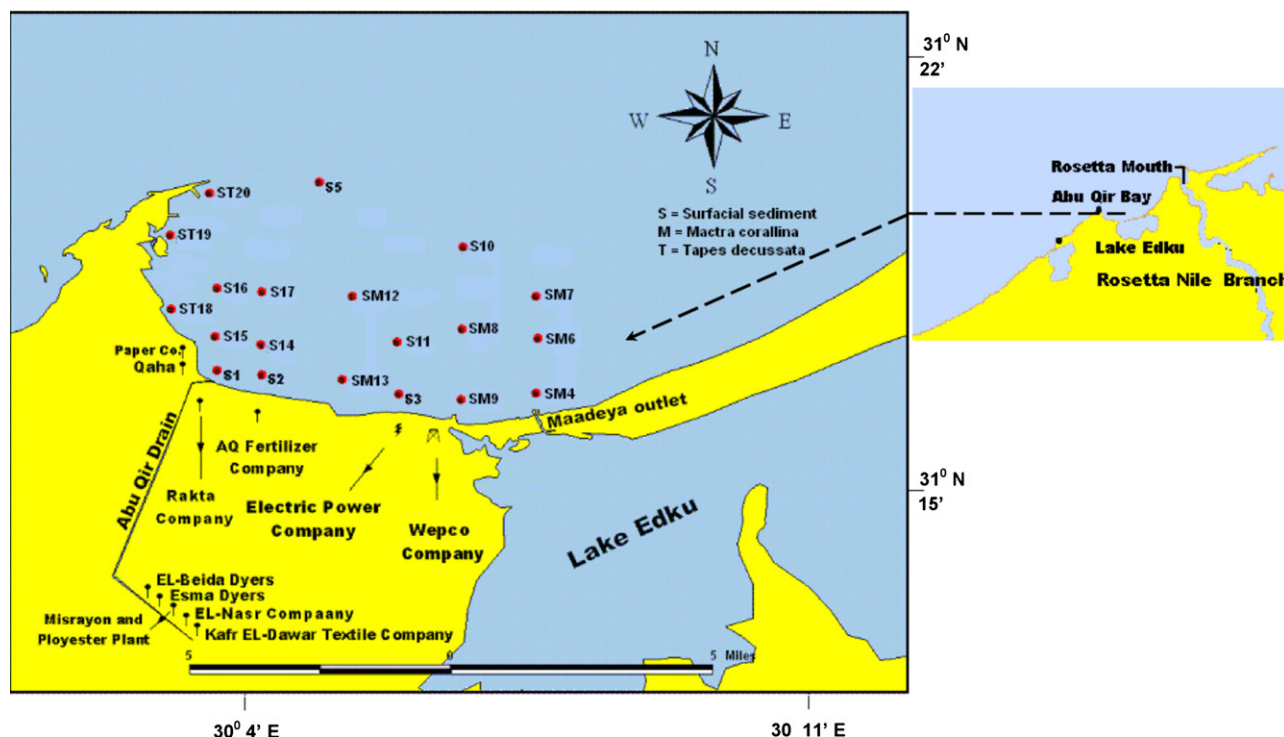 31⁰ N
22’
N
W
E
S
S = Surfacial sediment
M = Mactra corallina
T = Tapes decussata
Rosetta Mouth
Abu Qir Bay
Lake Edku
Rosetta Nile Branch
ST20
S5
ST19
S10
S16
S17
SM12
SM7
ST18
SM8
S15
S14
S11
SM6
Paper Co.
Qaha
S1
S2
SM13
S3
SM9
SM4
Maadeya outlet
Abu Qir Drain
AQ Fertilizer
Company
Rakta
Company
Electric Power
Company
Wepco
Company
Lake Edku
31⁰ N
15’
EL-Beida Dyers
Esma Dyers
Misrayon and
Ployester Plant
EL-Nasr Compaany
Kafr EL-Dawar Textile Company
5
0
5
Miles
30⁰ 4’ E
30 11’ E